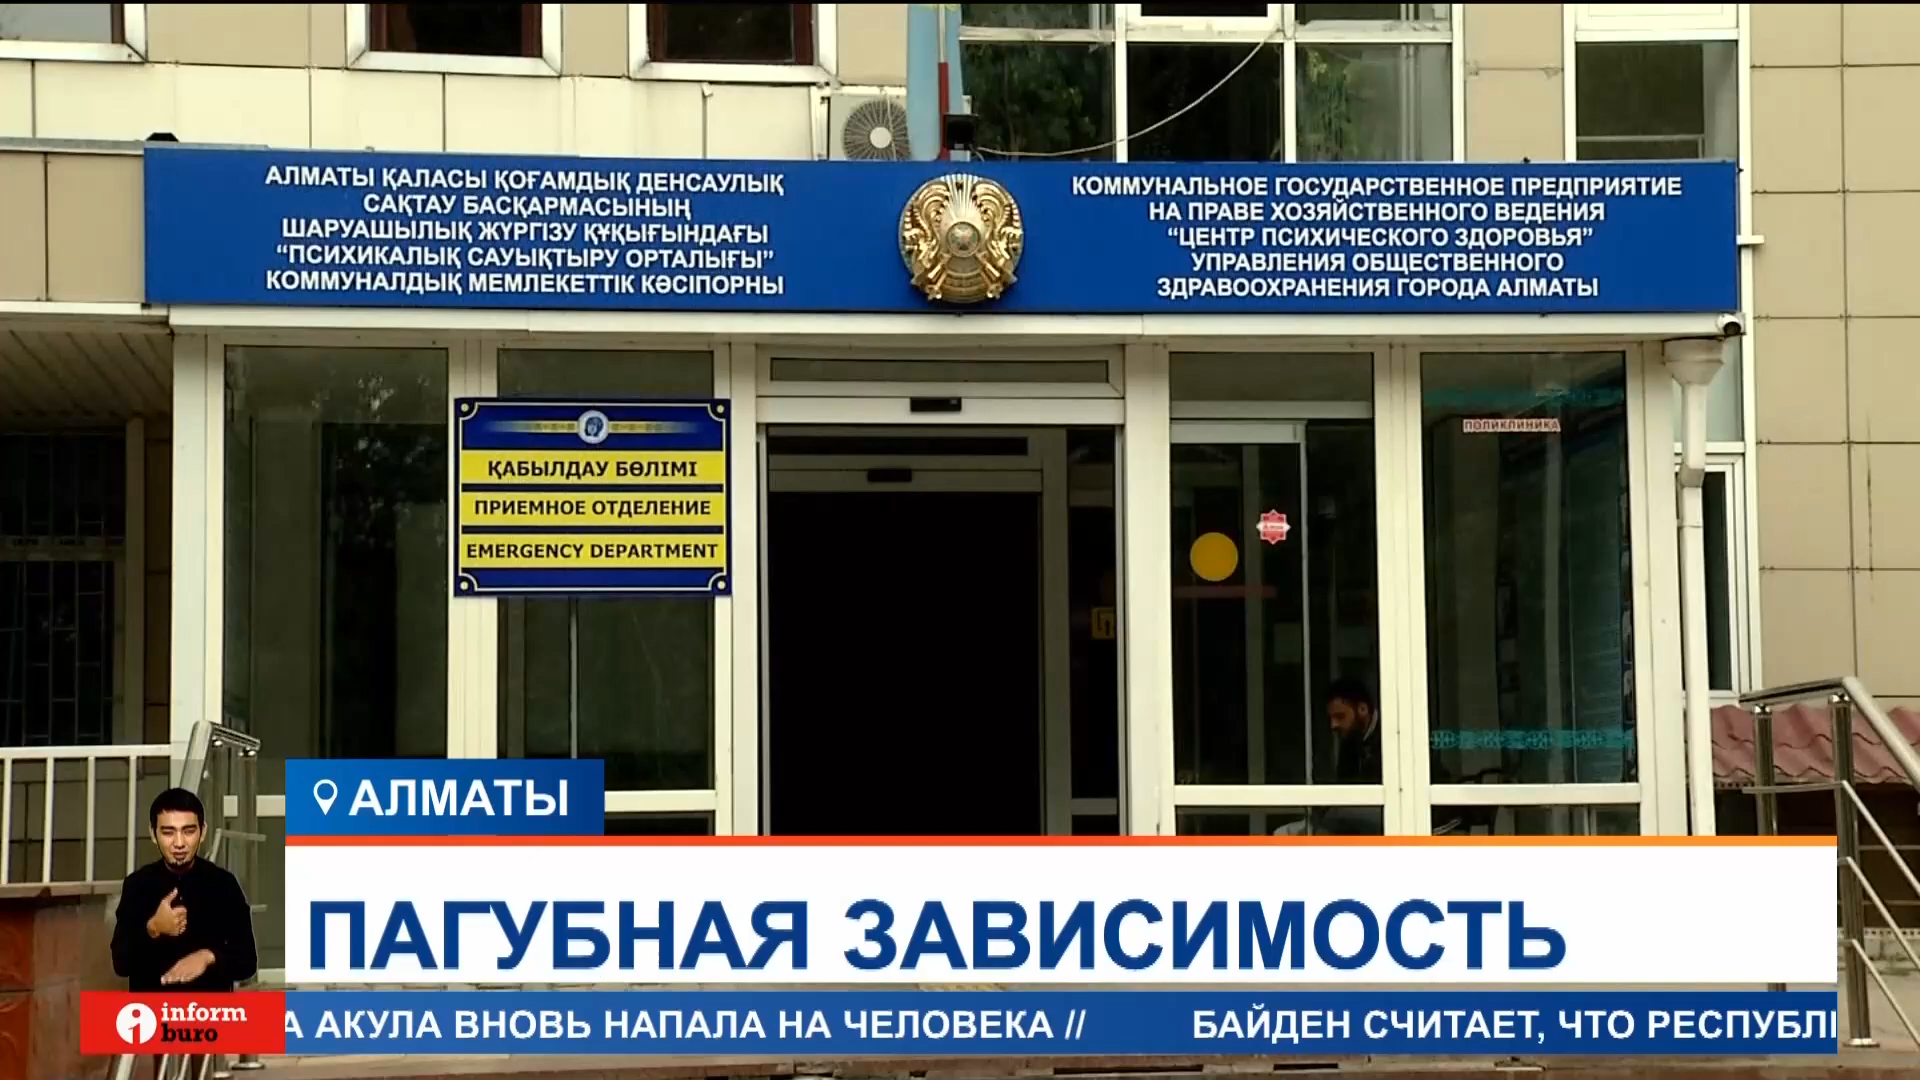 АЛМАТЫ ҚАЛАСЫ ҚОҒАМДЫҚ ДЕНСАУЛЫҚ
САҚТАУ БАСҚАРМАСЫНЫҢ
ШАРУАШЫЛЫҚ ЖҮРГІЗУ ҚҰҚЫҒЫНДАҒЫ
“ПСИХИКАЛЫҚ САУЫҚТЫРУ ОРТАЛЫҒЫ”
КОММУНАЛДЫҚ МЕМЛЕКЕТТІК КӘСІПОРНЫ
КОММУНАЛЬНОЕ ГОСУДАРСТВЕННОЕ ПРЕДПРИЯТИЕ
НА ПРАВЕ ХОЗЯЙСТВЕННОГО ВЕДЕНИЯ
“ЦЕНТР ПСИХИЧЕСКОГО ЗДОРОВЬЯ”
УПРАВЛЕНИЯ ОБЩЕСТВЕННОГО
ЗДРАВООХРАНЕНИЯ ГОРОДА АЛМАТЫ
ҚАБЫЛДАУ БӨЛІМІ
ПРИЕМНОЕ ОТДЕЛЕНИЕ
EMERGENCY DEPARTMENT
ПОЛИКЛИНИКА
АЛМАТЫ
ПАГУБНАЯ ЗАВИСИМОСТЬ
inform
buro
А АКУЛА ВНОВЬ НАПАЛА НА ЧЕЛОВЕКА // БАЙДЕН СЧИТАЕТ, ЧТО РЕСПУБЛІ